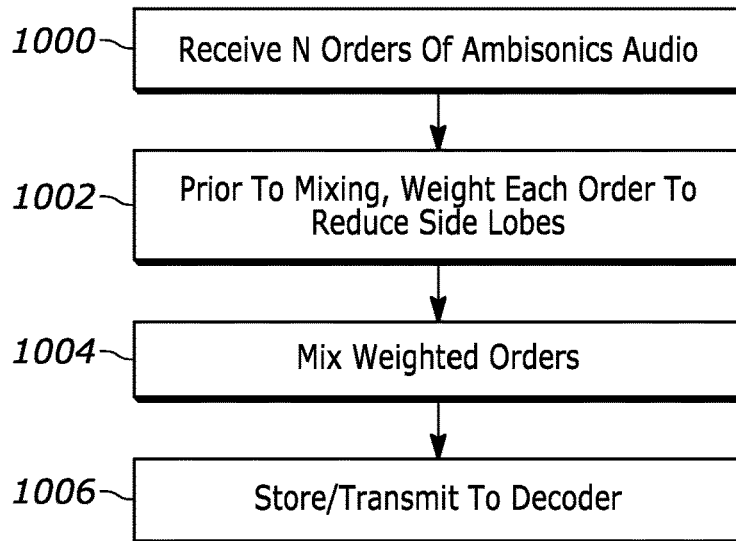 1000
Receive N Orders Of Ambisonics Audio
1002
Prior To Mixing, Weight Each Order To
Reduce Side Lobes
1004
Mix Weighted Orders
1006
Store/Transmit To Decoder